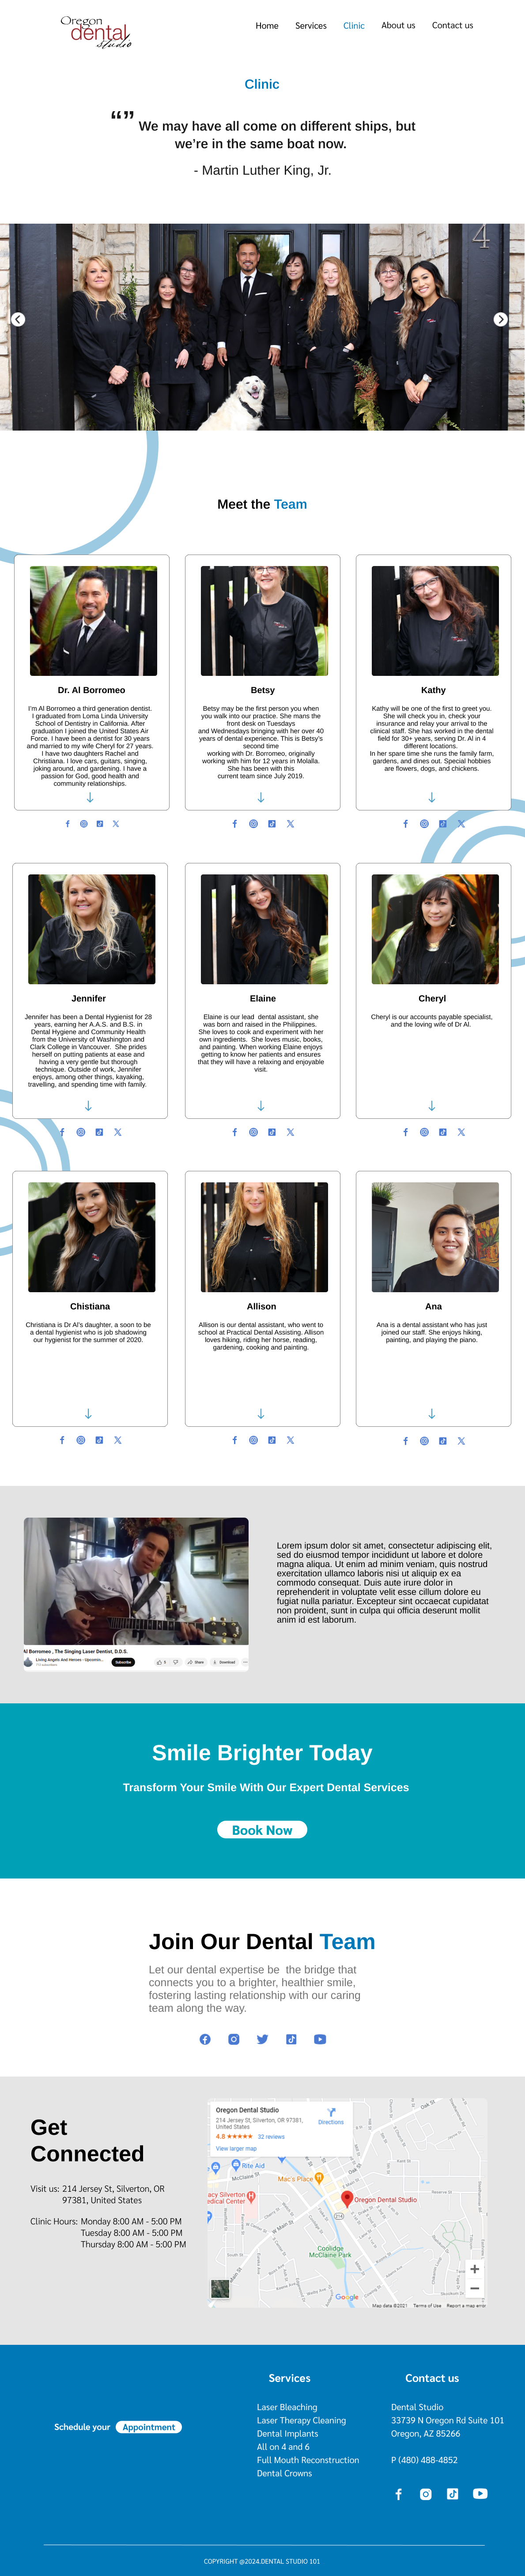 Oregon
dental
studio
Home
Services
Clinic
About us
Contact us
Clinic
“” We may have all come on different ships, but
we’re in the same boat now.
- Martin Luther King, Jr.
4
Meet the Team
Dr. Al Borromeo
I’m Al Borromeo a third generation dentist.
I graduated from Loma Linda University
School of Dentistry in California. After
graduation I joined the United States Air
Force. I have been a dentist for 30 years
and married to my wife Cheryl for 27 years.
I have two daughters Rachel and
Christiana. I love cars, guitars, singing,
joking around, and gardening. I have a
passion for God, good health and
community relationships.
Betsy
Betsy may be the first person you when
you walk into our practice. She mans the
front desk on Tuesdays
and Wednesdays bringing with her over 40
years of dental experience. This is Betsy’s
second time
working with Dr. Borromeo, originally
working with him for 12 years in Molalla.
She has been with this
current team since July 2019.
Kathy
Kathy will be one of the first to greet you.
She will check you in, check your
insurance and relay your arrival to the
clinical staff. She has worked in the dental
field for 30+ years, serving Dr. Al in 4
different locations.
In her spare time she runs the family farm,
gardens, and dines out. Special hobbies
are flowers, dogs, and chickens.
Jennifer
Jennifer has been a Dental Hygienist for 28
years, earning her A.A.S. and B.S. in
Dental Hygiene and Community Health
from the University of Washington and
Clark College in Vancouver. She prides
herself on putting patients at ease and
having a very gentle but thorough
technique. Outside of work, Jennifer
enjoys, among other things, kayaking,
travelling, and spending time with family.
Elaine
Elaine is our lead dental assistant, she
was born and raised in the Philippines.
She loves to cook and experiment with her
own ingredients. She loves music, books,
and painting. When working Elaine enjoys
getting to know her patients and ensures
that they will have a relaxing and enjoyable
visit.
Cheryl
Cheryl is our accounts payable specialist,
and the loving wife of Dr Al.
Chistiana
Christiana is Dr Al’s daughter, a soon to be
a dental hygienist who is job shadowing
our hygienist for the summer of 2020.
Allison
Allison is our dental assistant, who went to
school at Practical Dental Assisting. Allison
loves hiking, riding her horse, reading,
gardening, cooking and painting.
Ana
Ana is a dental assistant who has just
joined our staff. She enjoys hiking,
painting, and playing the piano.
Al Borromeo , The Singing Laser Dentist, D.D.S.
Living Angels And Heroes - Upcomin...
Subscribe
Share
Download
Lorem ipsum dolor sit amet, consectetur adipiscing elit,
sed do eiusmod tempor incididunt ut labore et dolore
magna aliqua. Ut enim ad minim veniam, quis nostrud
exercitation ullamco laboris nisi ut aliquip ex ea
commodo consequat. Duis aute irure dolor in
reprehenderit in voluptate velit esse cillum dolore eu
fugiat nulla pariatur. Excepteur sint occaecat cupidatat
non proident, sunt in culpa qui officia deserunt mollit
anim id est laborum.
Smile Brighter Today
Transform Your Smile With Our Expert Dental Services
Book Now
Join Our Dental Team
Let our dental expertise be the bridge that
connects you to a brighter, healthier smile,
fostering lasting relationship with our caring
team along the way.
Get
Connected
Visit us: 214 Jersey St, Silverton, OR
97381, United States
Clinic Hours: Monday 8:00 AM - 5:00 PM
Tuesday 8:00 AM - 5:00 PM
Thursday 8:00 AM - 5:00 PM
Oregon Dental Studio
214 Jersey St, Silverton, OR 97381,
United States
4.8 ★★★★★ 32 reviews
View larger map
Directions
Rite Aid
McClaine St
Mac's Place
acy Silverton
edical Center
Oregon Dental Studio
Coolidge
McClaine Park
W Main St
E Main St
Oak St
South St
Google
Map data ©2021
Terms of Use
Report a map error
Schedule your Appointment
Services
Laser Bleaching
Laser Therapy Cleaning
Dental Implants
All on 4 and 6
Full Mouth Reconstruction
Dental Crowns
Contact us
Dental Studio
33739 N Oregon Rd Suite 101
Oregon, AZ 85266
P (480) 488-4852
COPYRIGHT @2024.DENTAL STUDIO 101